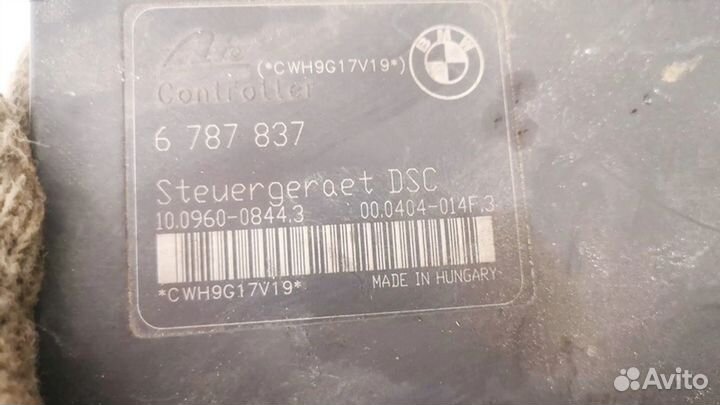 Ate
(*CWH9G17V19*)
BMW
Controller
6 787 837
Steuergeraet DSC
10.0960-0844.3 00.0404-014F.3
*CWH9G17V19*
MADE IN HUNGARY
Avito